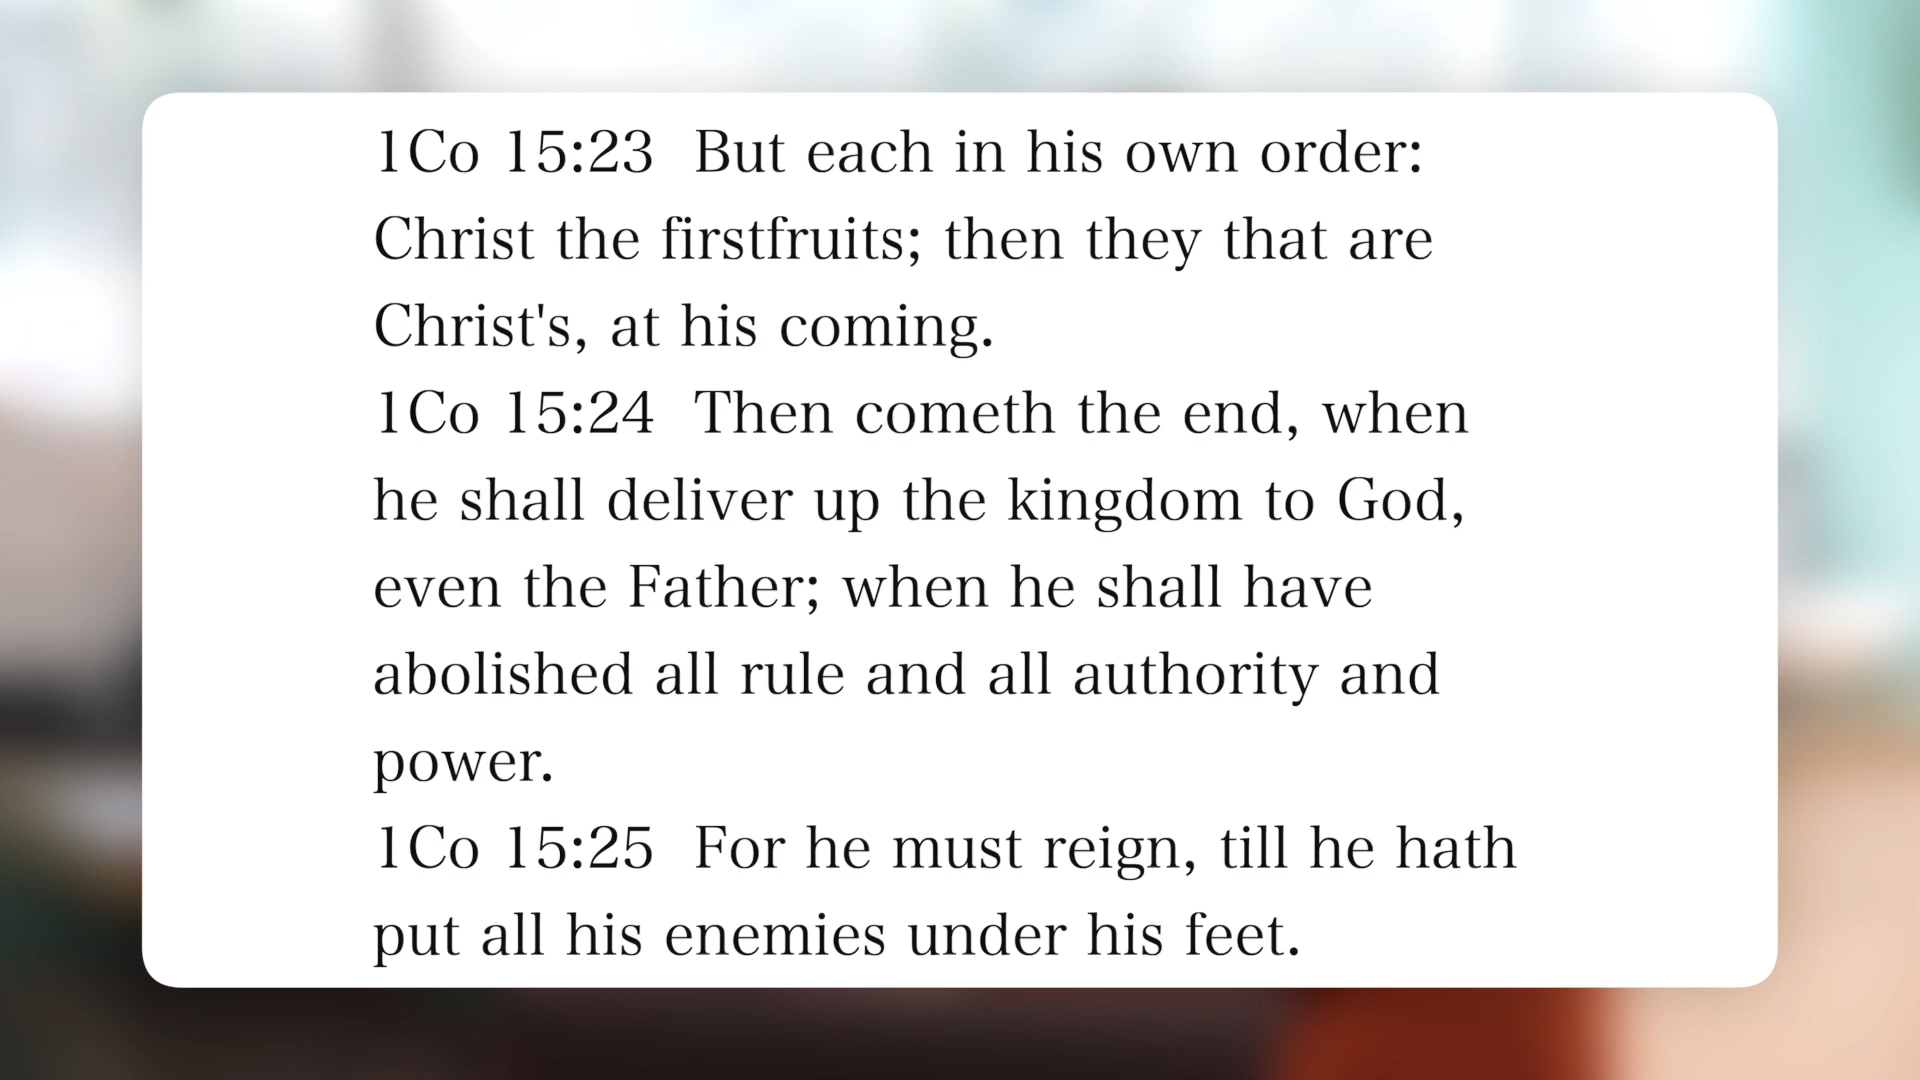 1Co 15:23  But each in his own order:
Christ the firstfruits; then they that are
Christ's, at his coming.
1Co 15:24  Then cometh the end, when
he shall deliver up the kingdom to God,
even the Father; when he shall have
abolished all rule and all authority and
power.
1Co 15:25  For he must reign, till he hath
put all his enemies under his feet.